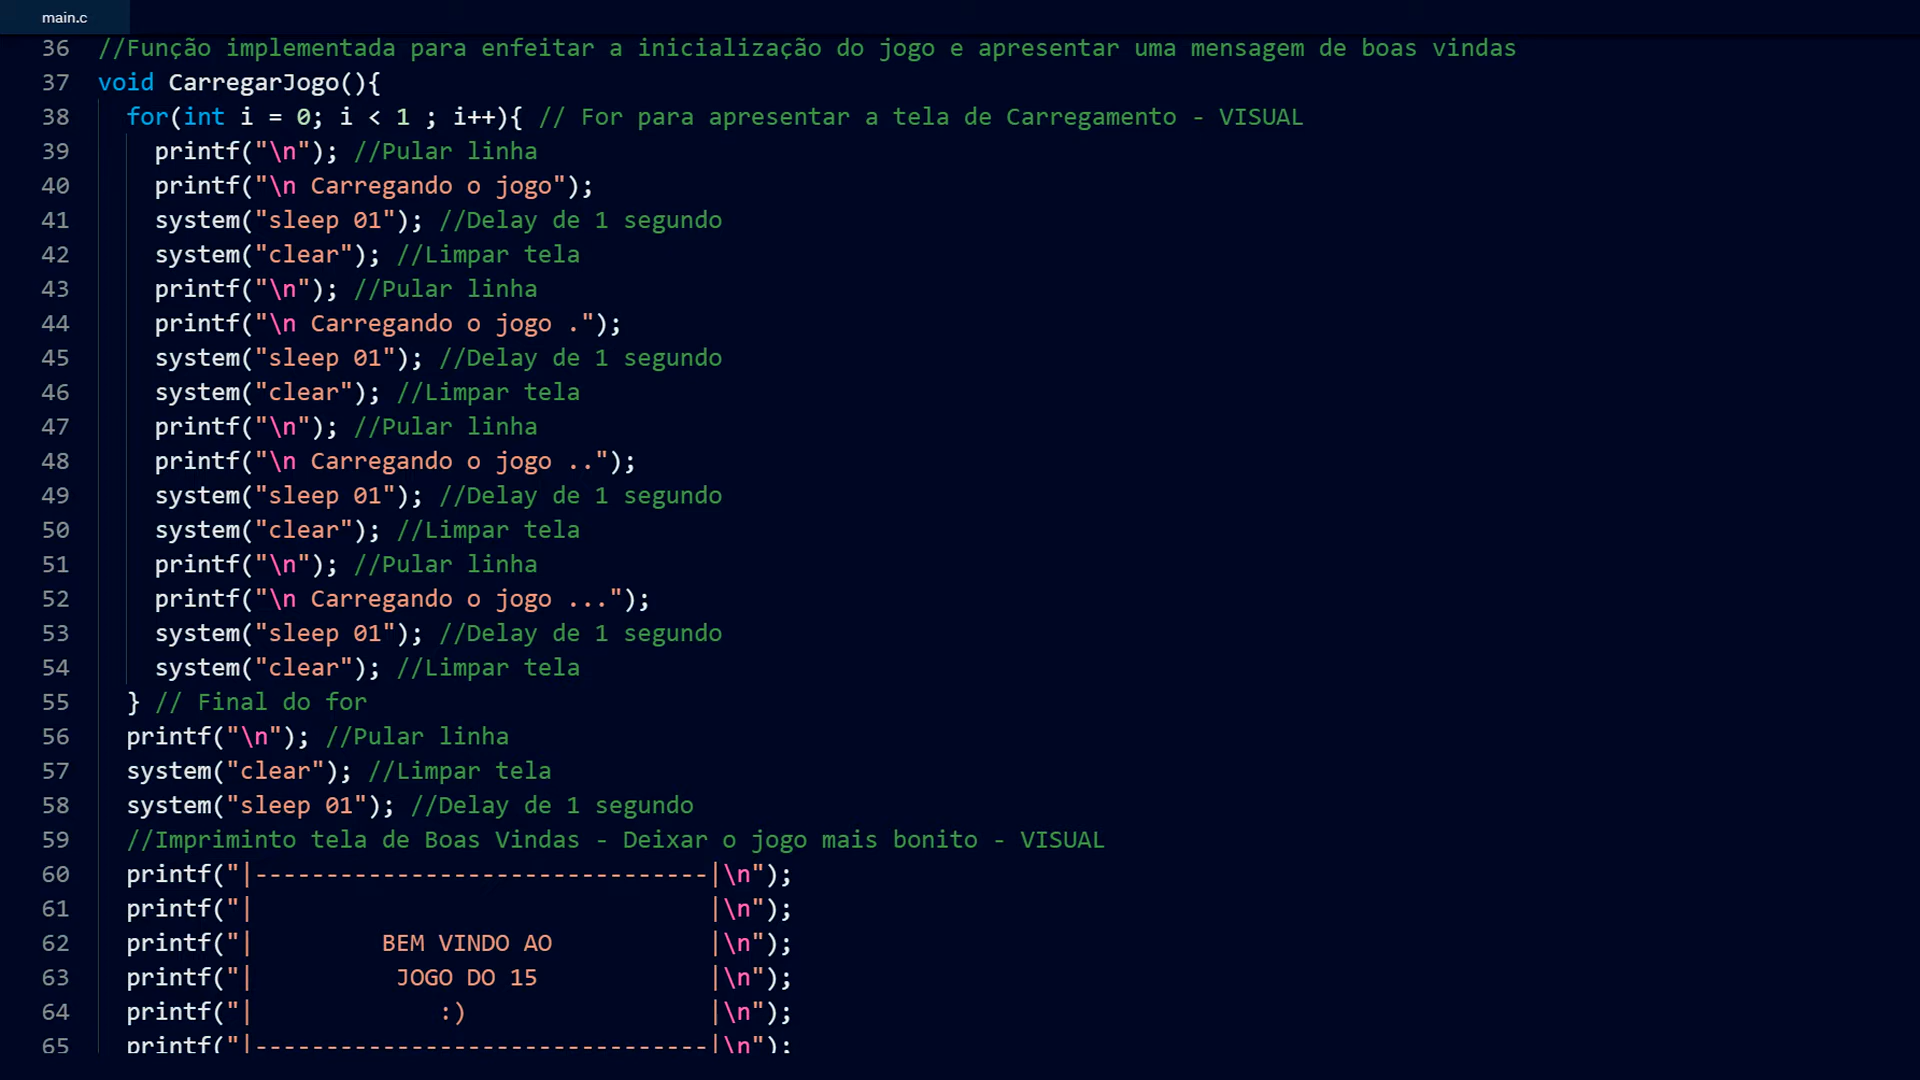 main.c
36 //Função implementada para enfeitar a inicialização do jogo e apresentar uma mensagem de boas vindas
37 void CarregarJogo(){
38   for(int i = 0; i < 1 ; i++){ // For para apresentar a tela de Carregamento - VISUAL
39     printf("\n"); //Pular linha
40     printf("\n Carregando o jogo");
41     system("sleep 01"); //Delay de 1 segundo
42     system("clear"); //Limpar tela
43     printf("\n"); //Pular linha
44     printf("\n Carregando o jogo .");
45     system("sleep 01"); //Delay de 1 segundo
46     system("clear"); //Limpar tela
47     printf("\n"); //Pular linha
48     printf("\n Carregando o jogo ..");
49     system("sleep 01"); //Delay de 1 segundo
50     system("clear"); //Limpar tela
51     printf("\n"); //Pular linha
52     printf("\n Carregando o jogo ...");
53     system("sleep 01"); //Delay de 1 segundo
54     system("clear"); //Limpar tela
55   } // Final do for
56   printf("\n"); //Pular linha
57   system("clear"); //Limpar tela
58   system("sleep 01"); //Delay de 1 segundo
59   //Impriminto tela de Boas Vindas - Deixar o jogo mais bonito - VISUAL
60   printf("|--------------------------------|\n");
61   printf("|                                |\n");
62   printf("|         BEM VINDO AO           |\n");
63   printf("|          JOGO DO 15            |\n");
64   printf("|             :)                 |\n");
65   printf("|--------------------------------|\n");